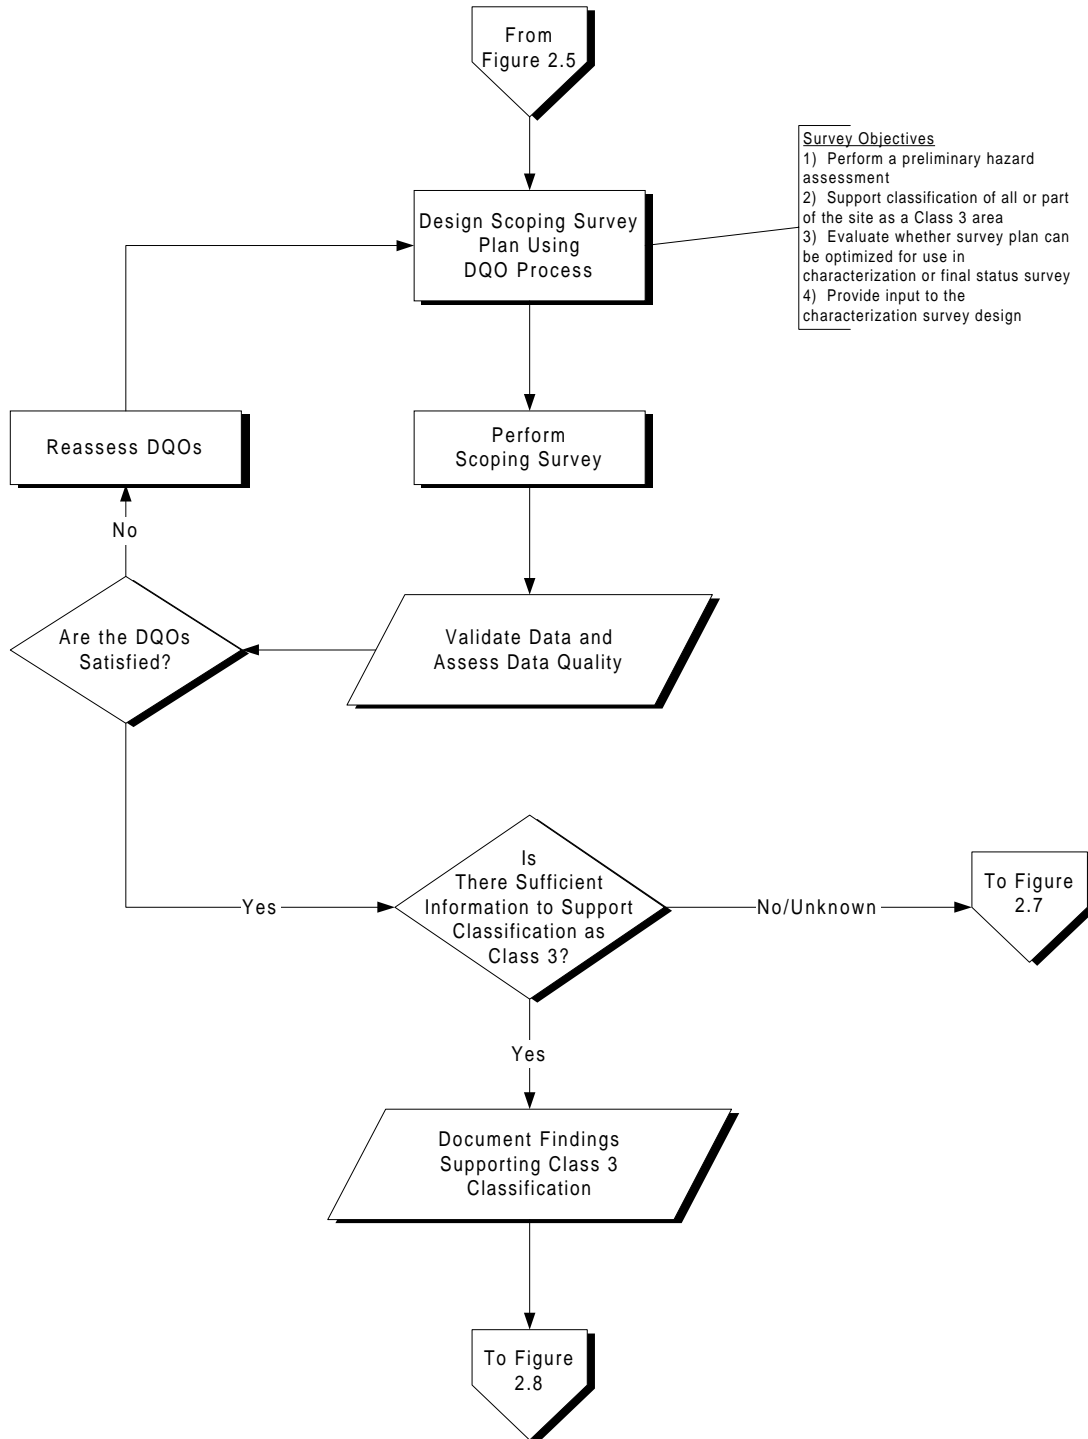 From
Figure 2.5
Survey Objectives
1) Perform a preliminary hazard
assessment
2) Support classification of all or part
of the site as a Class 3 area
3) Evaluate whether survey plan can
be optimized for use in
characterization or final status survey
4) Provide input to the
characterization survey design
Design Scoping Survey
Plan Using
DQO Process
Reassess DQOs
Perform
Scoping Survey
No
Are the DQOs
Satisfied?
Validate Data and
Assess Data Quality
Yes
Is
There Sufficient
Information to Support
Classification as
Class 3?
No/Unknown
To Figure
2.7
Yes
Document Findings
Supporting Class 3
Classification
To Figure
2.8